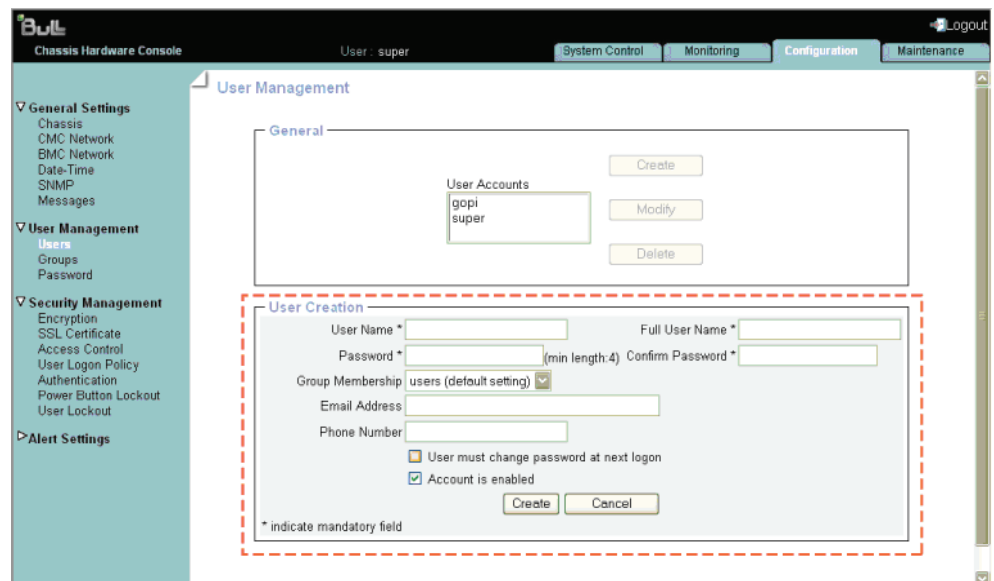 Bull
Logout
Chassis Hardware Console
User : super
System Control
Monitoring
Configuration
Maintenance
General Settings
Chassis
CMC Network
BMC Network
Date-Time
SNMP
Messages
User Management
Users
Groups
Password
Security Management
Encryption
SSL Certificate
Access Control
User Logon Policy
Authentication
Power Button Lockout
User Lockout
Alert Settings
User Management
General
User Accounts
gopi
super
Create
Modify
Delete
User Creation
User Name *
Full User Name *
Password *
(min length:4)
Confirm Password *
Group Membership
users (default setting)
Email Address
Phone Number
User must change password at next logon
Account is enabled
Create
Cancel
* indicate mandatory field